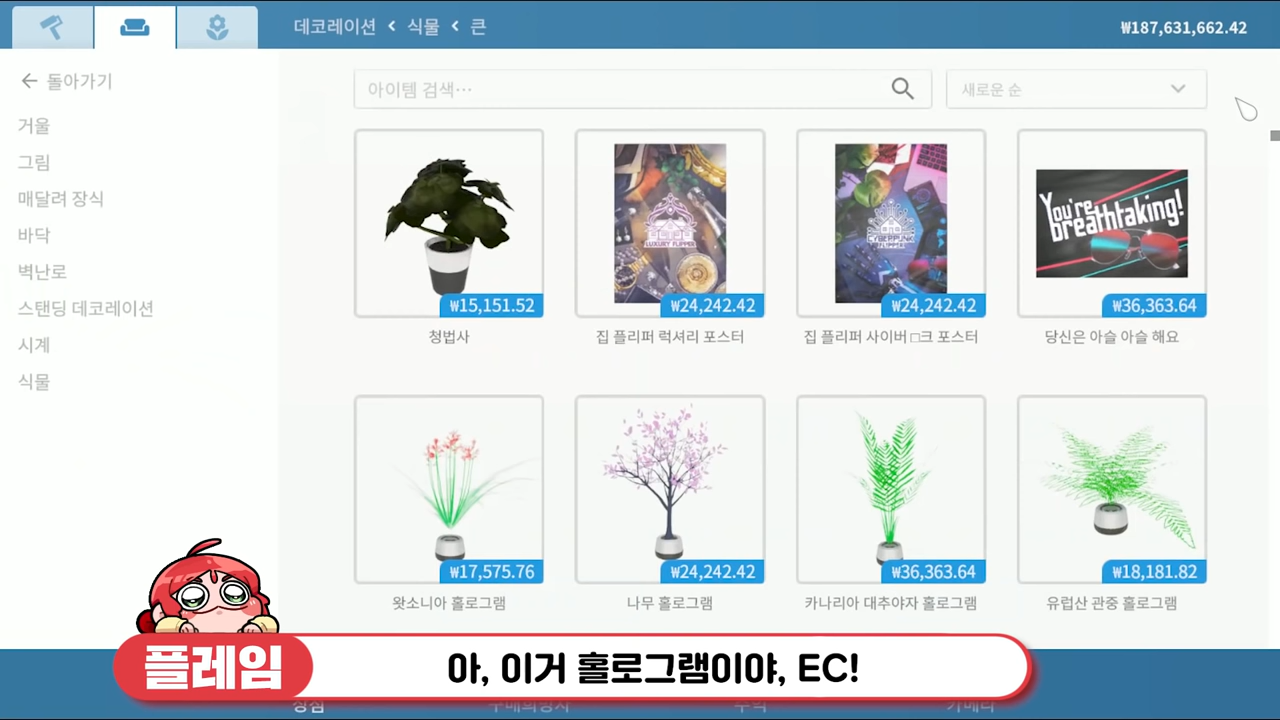 데코레이션 < 식물 < 큰
₩187,631,662.42
← 돌아가기
아이템 검색…
새로운 순
거울
그림
매달려 장식
바닥
벽난로
스탠딩 데코레이션
시계
식물
LUXURY FLIPPER
CYBERPUNK FLIPPER
You're breathtaking!
₩15,151.52
₩24,242.42
₩24,242.42
₩36,363.64
청법사
집 플리퍼 럭셔리 포스터
집 플리퍼 사이버 □크 포스터
당신은 아슬 아슬 해요
₩17,575.76
₩24,242.42
₩36,363.64
₩18,181.82
왓소니아 홀로그램
나무 홀로그램
카나리아 대추야자 홀로그램
유럽산 관중 홀로그램
플레임
아, 이거 홀로그램이야, EC!